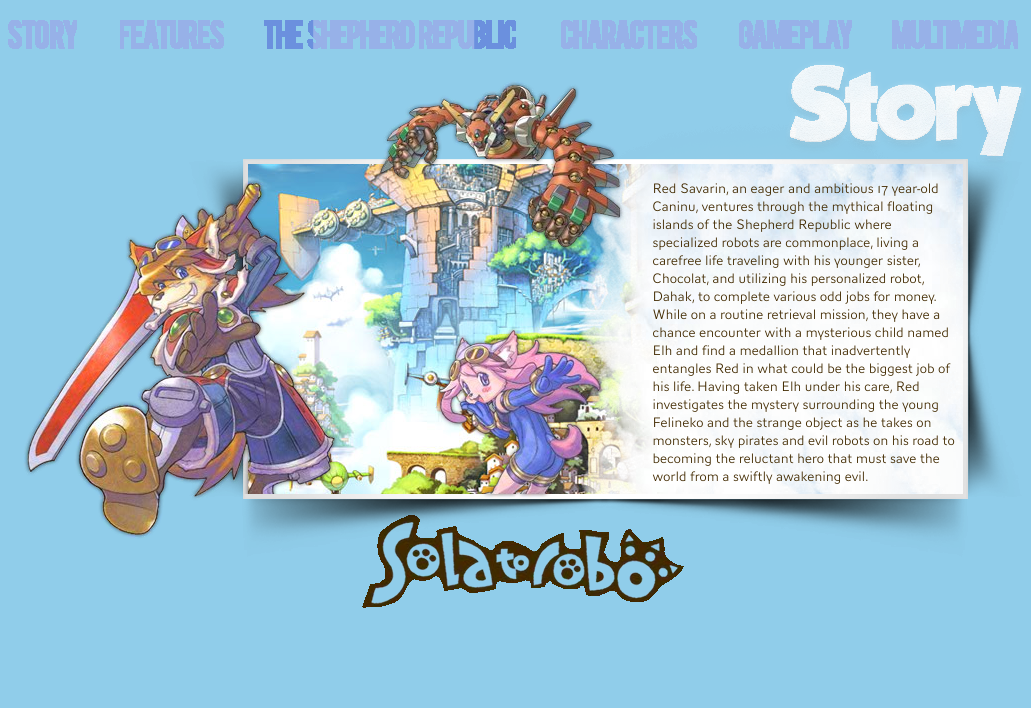 STORY FEATURES THE SHEPHERD REPUBLIC CHARACTERS GAMEPLAY MULTIMEDIA
Story
Red Savarin, an eager and ambitious 17 year-old
Caninu, ventures through the mythical floating
islands of the Shepherd Republic where
specialized robots are commonplace, living a
carefree life traveling with his younger sister,
Chocolat, and utilizing his personalized robot,
Dahak, to complete various odd jobs for money.
While on a routine retrieval mission, they have a
chance encounter with a mysterious child named
Elh and find a medallion that inadvertently
entangles Red in what could be the biggest job of
his life. Having taken Elh under his care, Red
investigates the mystery surrounding the young
Felineko and the strange object as he takes on
monsters, sky pirates and evil robots on his road to
becoming the reluctant hero that must save the
world from a swiftly awakening evil.
Solatorobo